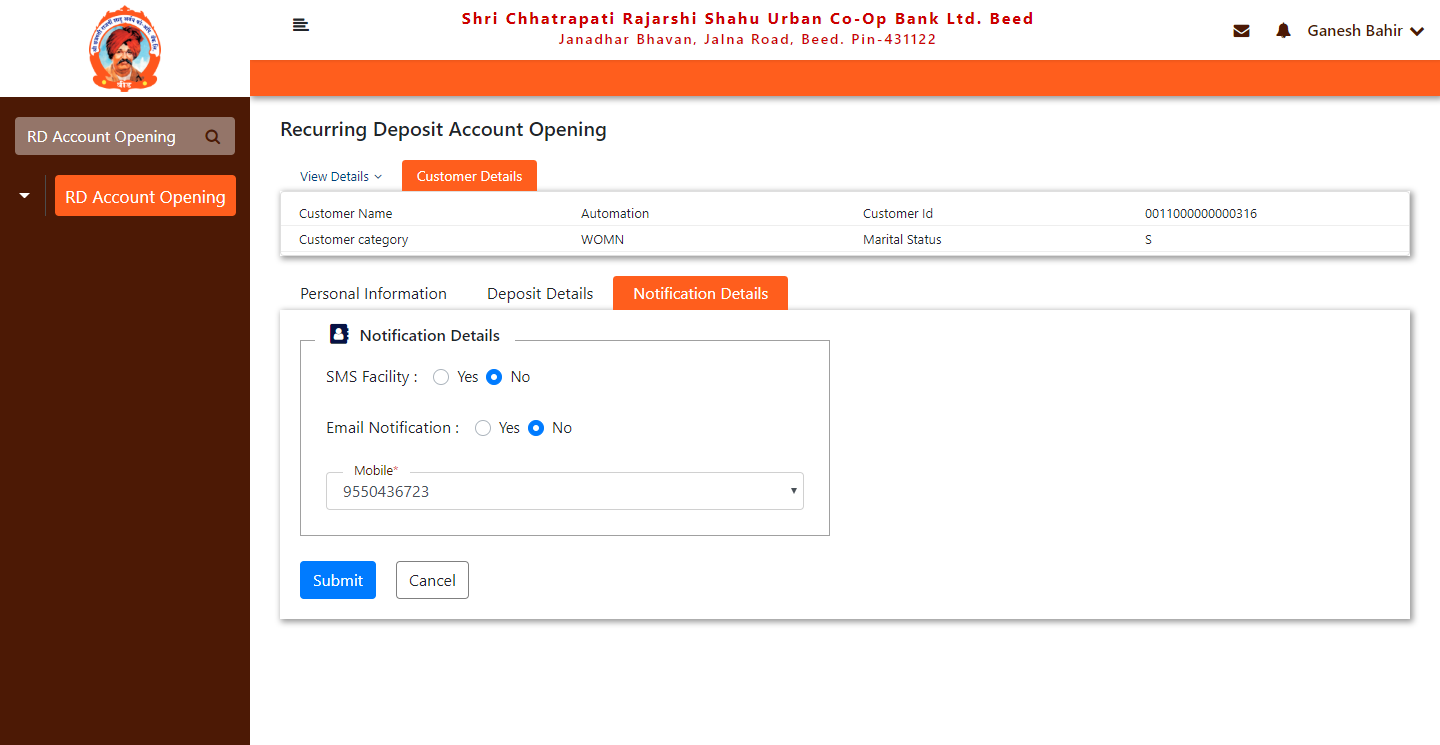 Shri Chhatrapati Rajarshi Shahu Urban Co-Op Bank Ltd. Beed
Janadhar Bhavan, Jalna Road, Beed. Pin-431122
Ganesh Bahir
RD Account Opening
RD Account Opening
Recurring Deposit Account Opening
View Details Customer Details
Customer Name Automation Customer Id 0011000000000316
Customer category WOMN Marital Status S
Personal Information Deposit Details Notification Details
Notification Details
SMS Facility : Yes No
Email Notification : Yes No
Mobile*
9550436723
Submit Cancel